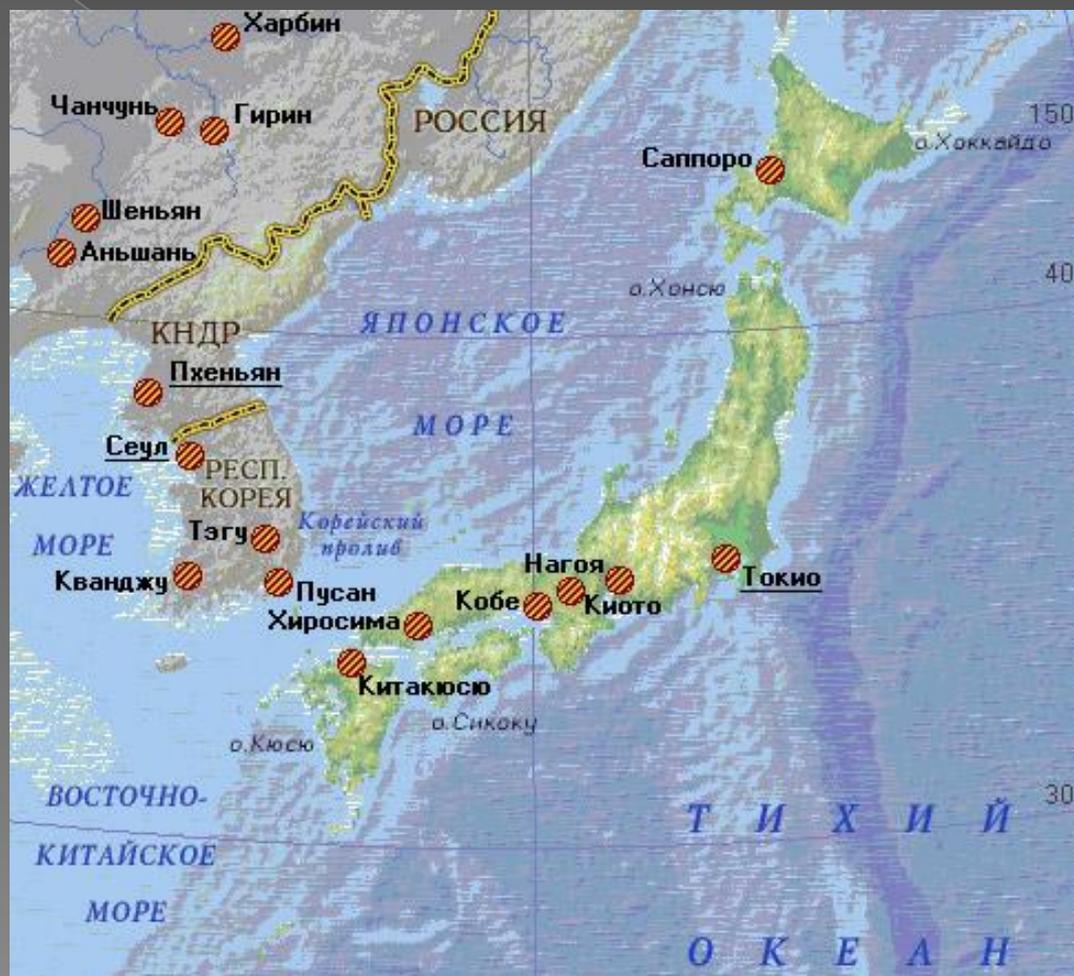 Харбин
Чанчунь
Гирин
РОССИЯ
150
о.Хоккайдо
Саппоро
Шеньян
Аньшань
40
о.Хонсю
КНДР
ЯПОНСКОЕ
Пхеньян
МОРЕ
Сеул
РЕСП.
КОРЕЯ
ЖЕЛТОЕ
МОРЕ
Корейский
пролив
Тэгу
Кванджу
Пусан
Нагоя
Токио
Кобе
Киото
Хиросима
Китакюсю
о.Сикоку
о.Кюсю
ВОСТОЧНО-
КИТАЙСКОЕ
МОРЕ
30
ТИХИЙ
ОКЕАН